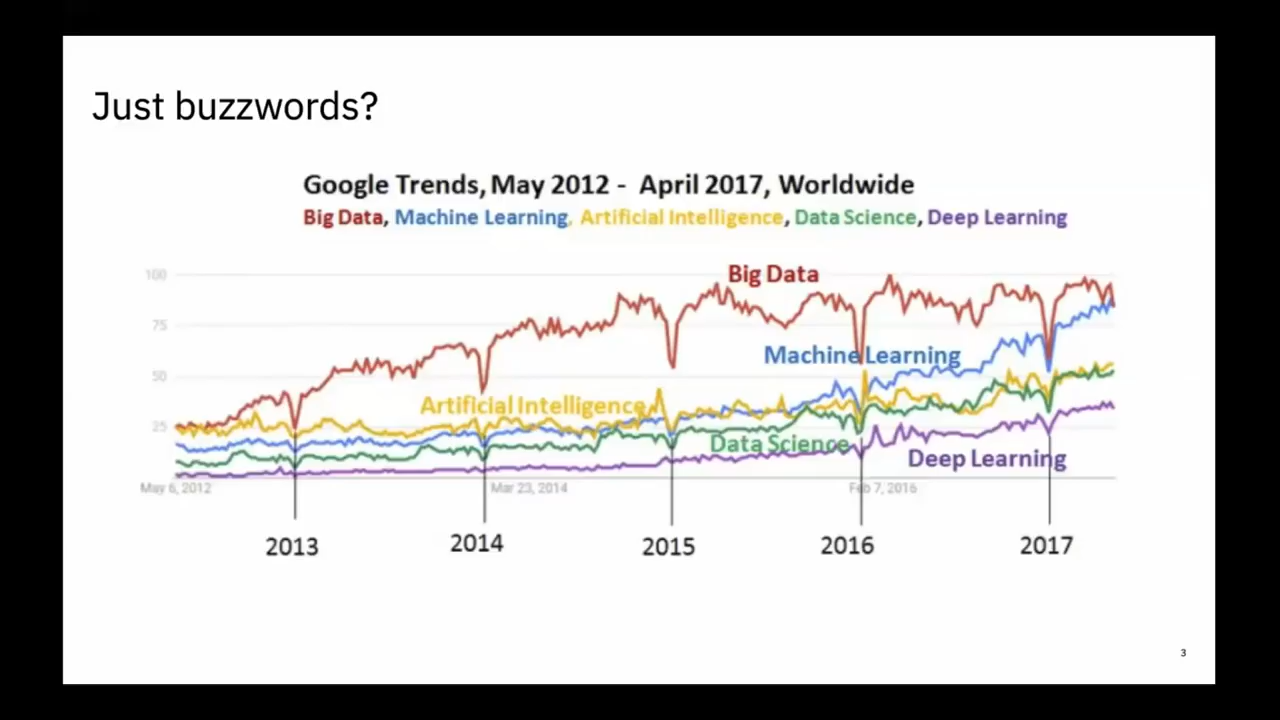 Just buzzwords?
Google Trends, May 2012 - April 2017, Worldwide
Big Data, Machine Learning, Artificial Intelligence, Data Science, Deep Learning
100
Big Data
75
Machine Learning
50
Artificial Intelligence
25
Data Science
Deep Learning
May 6, 2012
Mar 23, 2014
Feb 7, 2016
2013
2014
2015
2016
2017
3